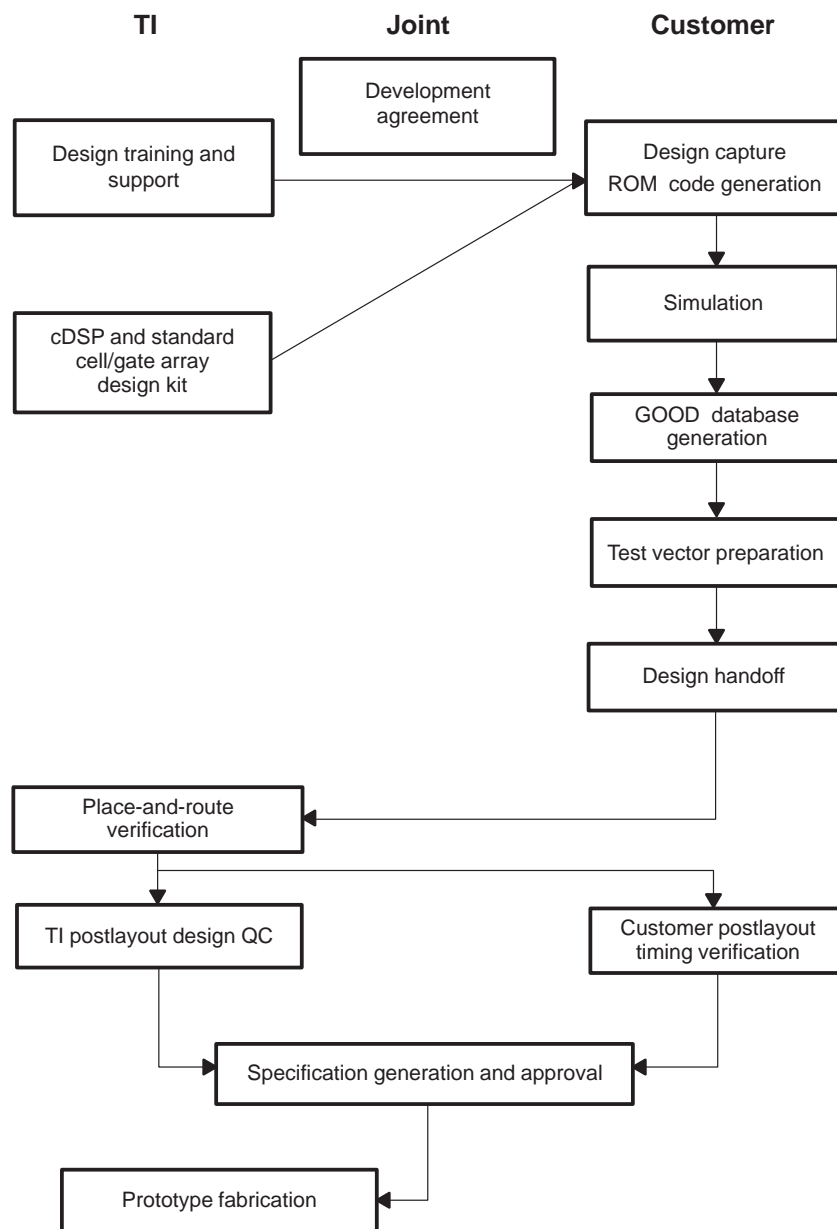 TI
Joint
Customer
Development
agreement
Design training and
support
Design capture
ROM code generation
cDSP and standard
cell/gate array
design kit
Simulation
GOOD database
generation
Test vector preparation
Design handoff
Place-and-route
verification
TI postlayout design QC
Customer postlayout
timing verification
Specification generation and approval
Prototype fabrication